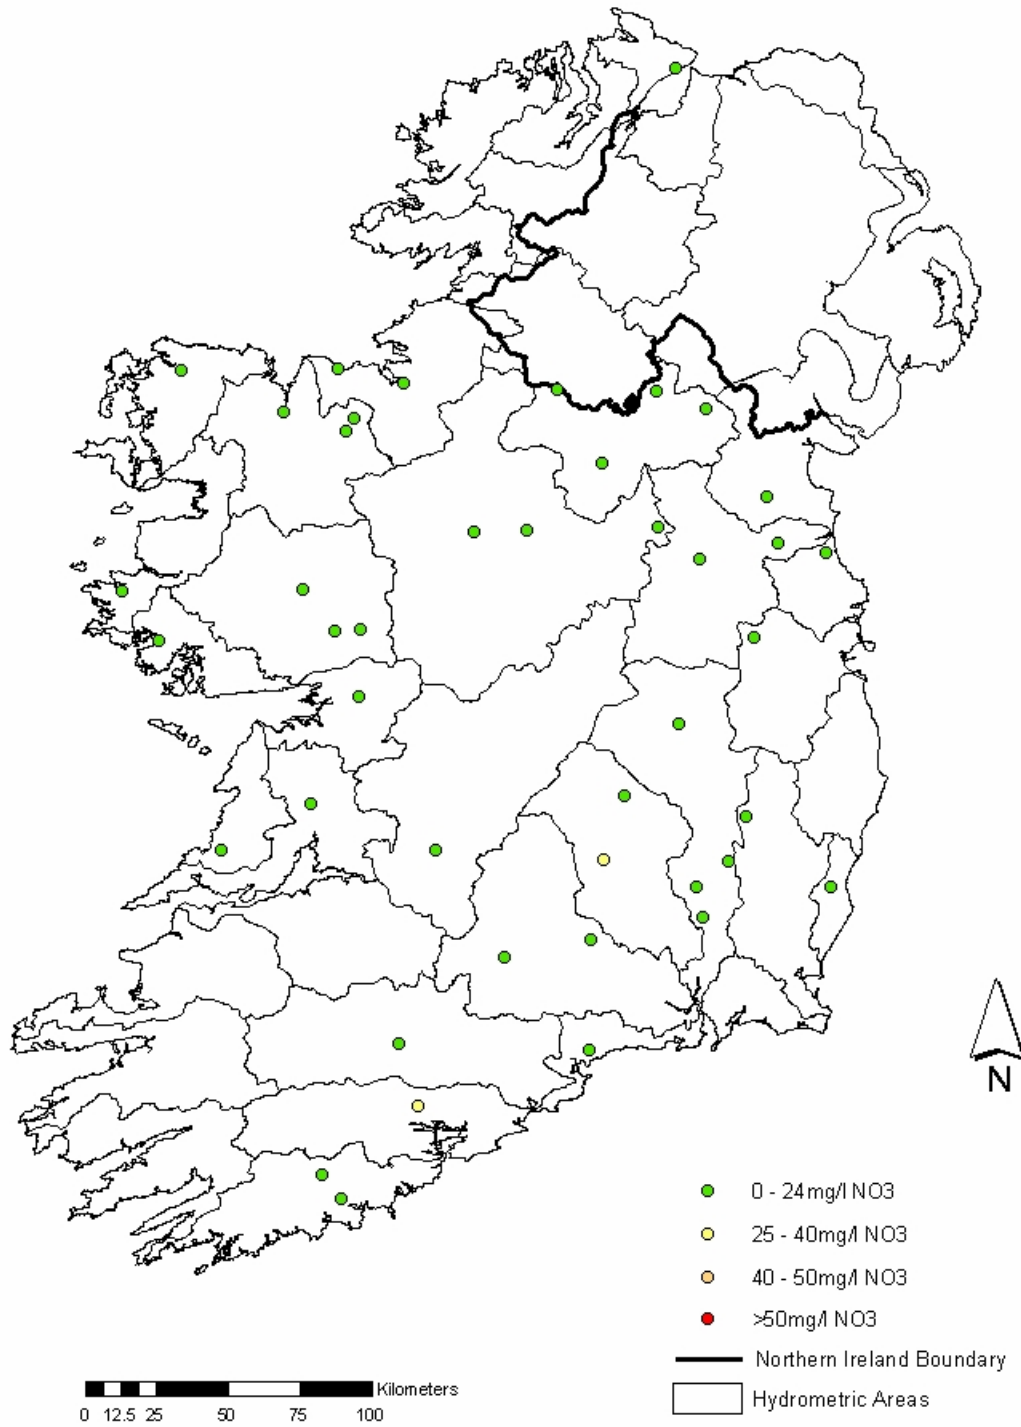 N
0 - 24mg/l NO3
25 - 40mg/l NO3
40 - 50mg/l NO3
>50mg/l NO3
Northern Ireland Boundary
Hydrometric Areas
Kilometers
0 12.5 25 50 75 100